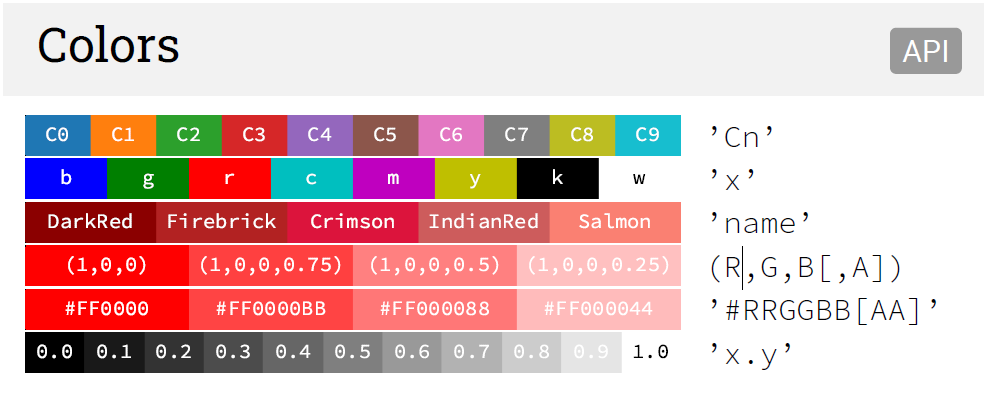 Colors
API
C0 C1 C2 C3 C4 C5 C6 C7 C8 C9 ’Cn’
b g r c m y k w ’x’
DarkRed Firebrick Crimson IndianRed Salmon ’name’
(1,0,0) (1,0,0,0.75) (1,0,0,0.5) (1,0,0,0.25) (R,G,B[,A])
#FF0000 #FF0000BB #FF000088 #FF000044 ’#RRGGBB[AA]’
0.0 0.1 0.2 0.3 0.4 0.5 0.6 0.7 0.8 0.9 1.0 ’x.y’